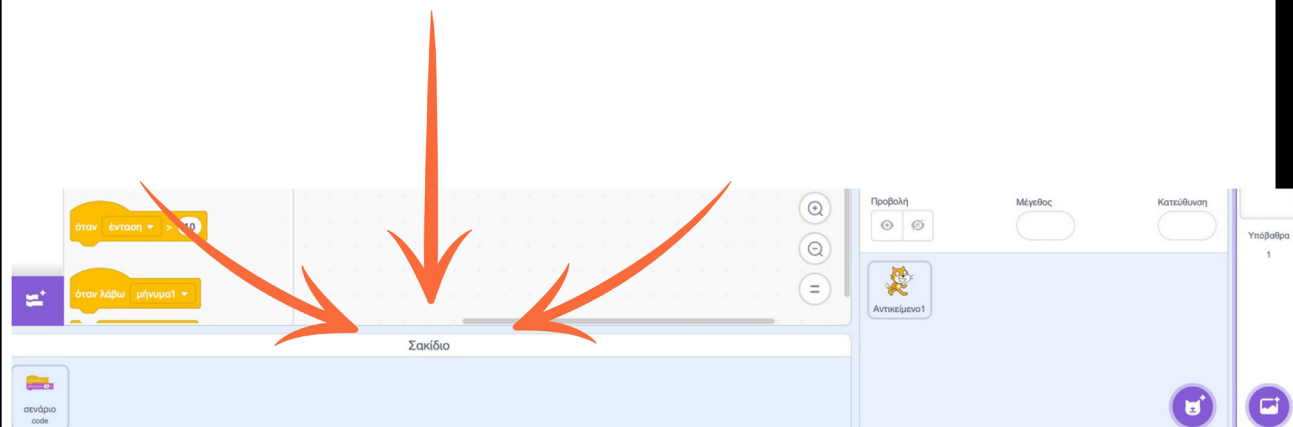 όταν ένταση > 10
όταν λάβω μήνυμα1
Σακίδιο
σενάριο
code
Προβολή
Μέγεθος
Κατεύθυνση
Αντικείμενο1
Υπόβαθρα
1